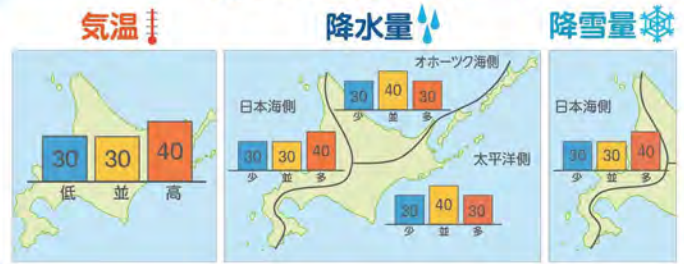 気温
30 30 40
低 並 高
降水量
オホーツク海側
30 40 30
少 並 多
日本海側
30 30 40
少 並 多
太平洋側
30 40 30
少 並 多
降雪量
日本海側
30 30 40
少 並 多